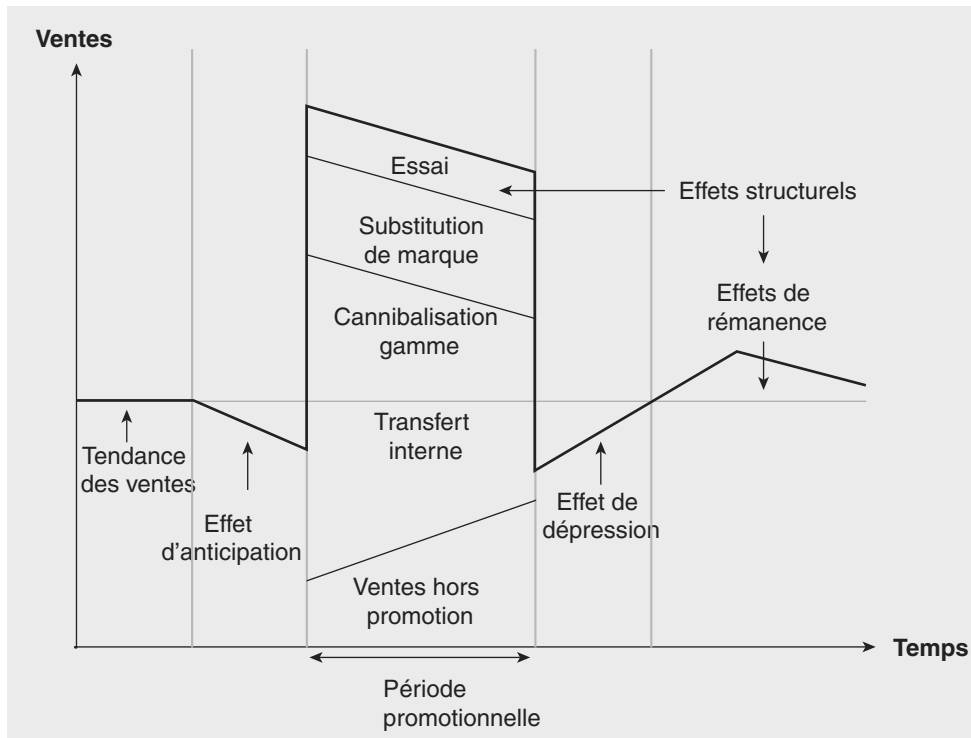 Ventes
Essai
Effets structurels
Substitution
de marque
Effets de
rémanence
Cannibalisation
gamme
Transfert
interne
Tendance
des ventes
Effet
d'anticipation
Effet de
dépression
Ventes hors
promotion
Temps
Période
promotionnelle